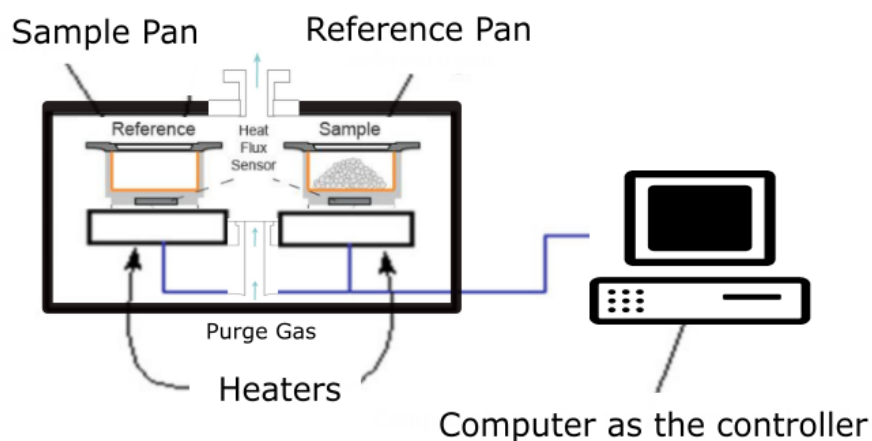 Sample Pan
Reference Pan
Reference
Heat
Flux
Sensor
Sample
Purge Gas
Heaters
Computer as the controller